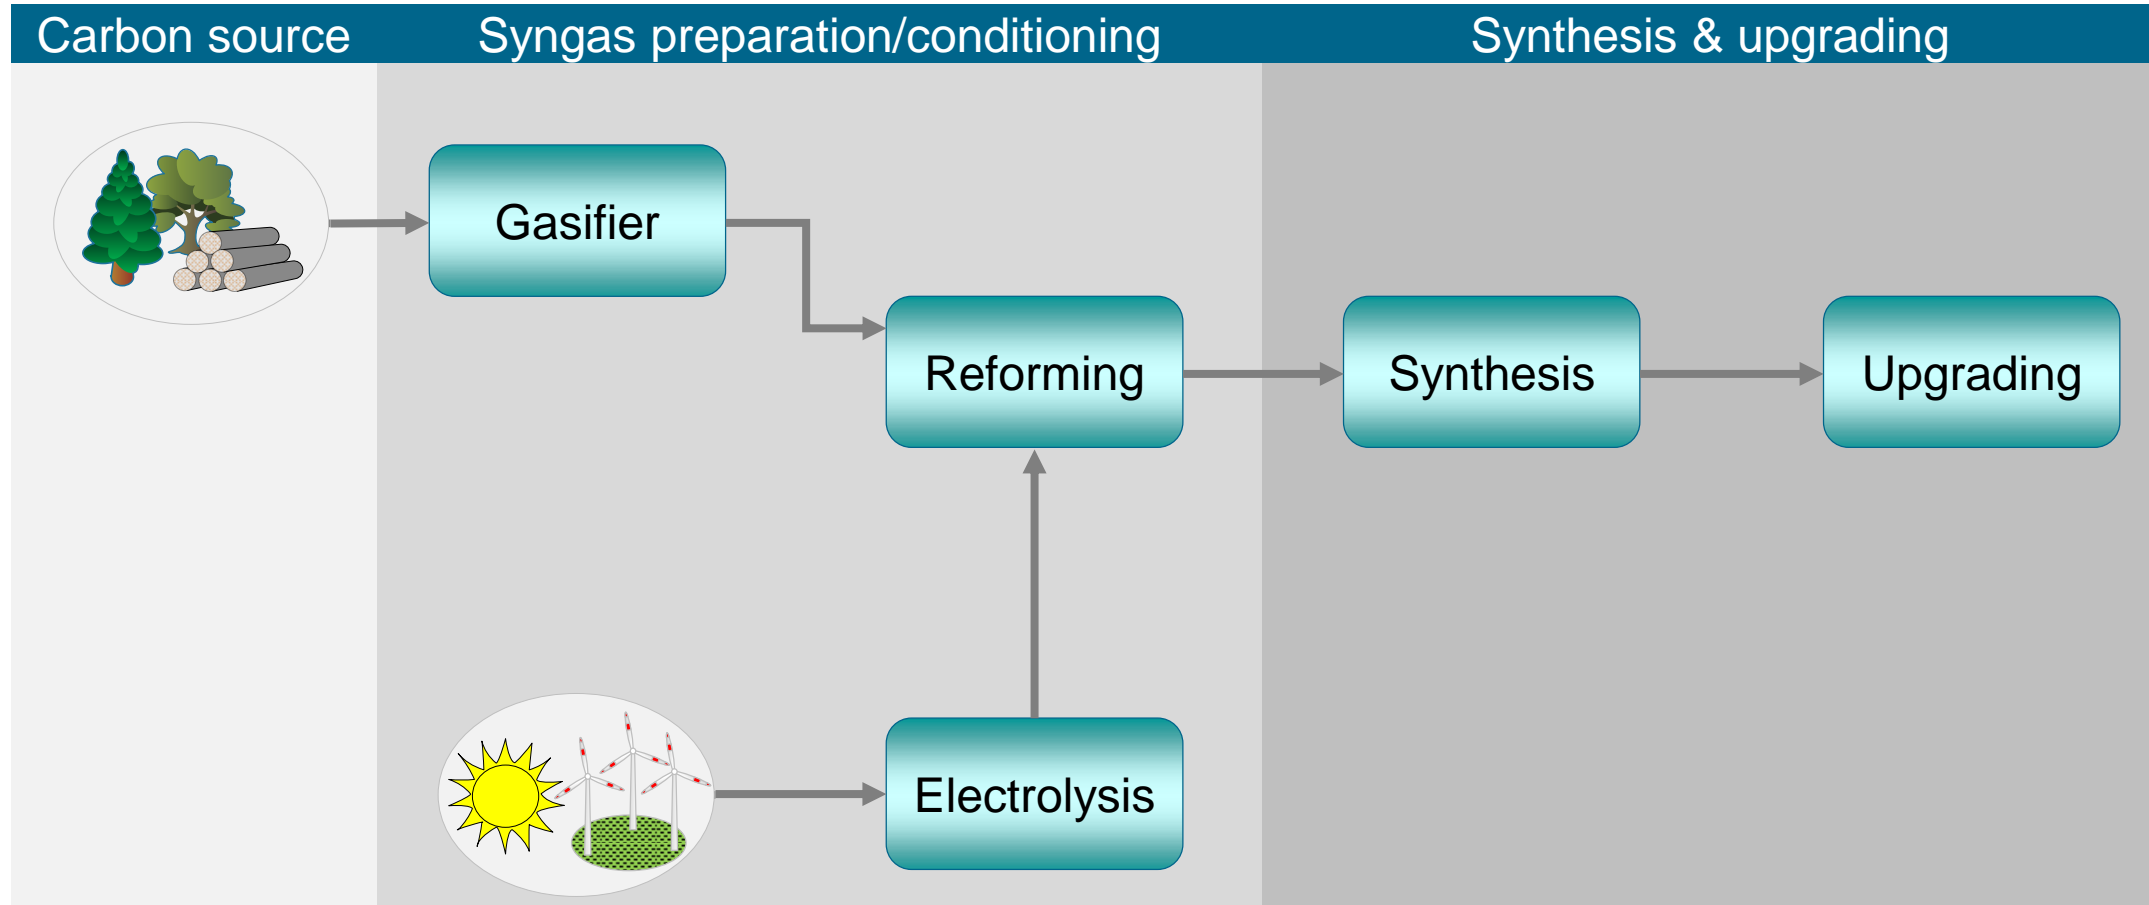 Carbon source
Syngas preparation/conditioning
Synthesis & upgrading
Gasifier
Reforming
Synthesis
Upgrading
Electrolysis